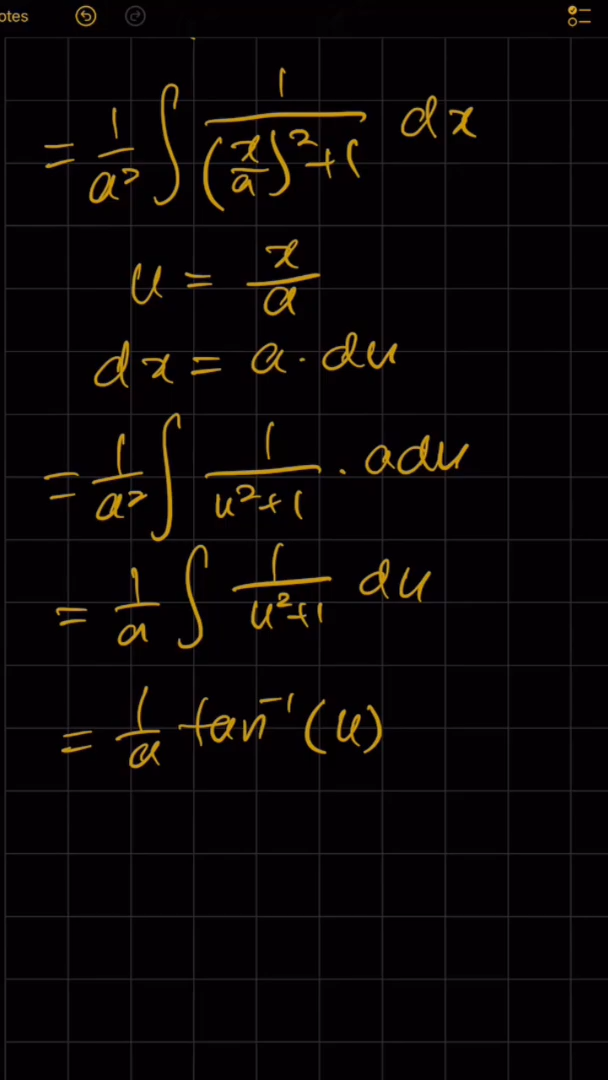 otes
= 1/a² ∫ 1/((x/a)²+1) dx
u = x/a
dx = a · du
= 1/a² ∫ 1/(u²+1) · adu
= 1/a ∫ 1/(u²+1) du
= 1/a tan⁻¹(u)